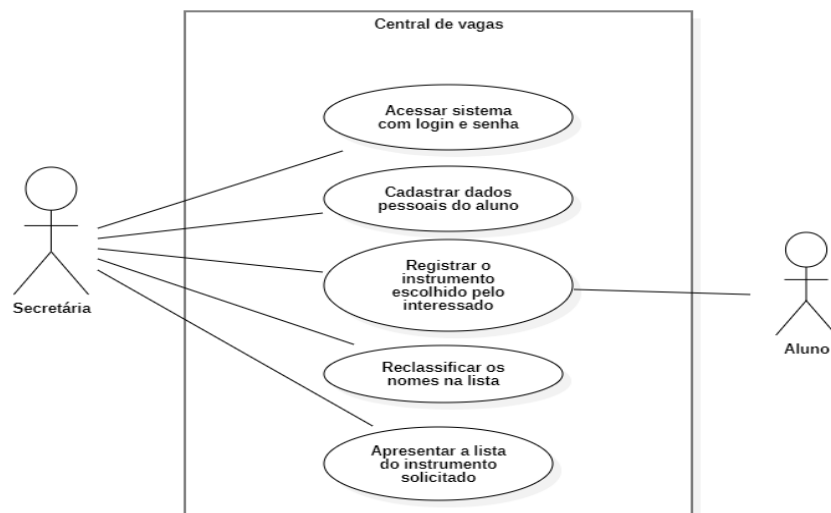 Central de vagas
Acessar sistema
com login e senha
Cadastrar dados
pessoais do aluno
Registrar o
instrumento
escolhido pelo
interessado
Secretária
Aluno
Reclassificar os
nomes na lista
Apresentar a lista
do instrumento
solicitado